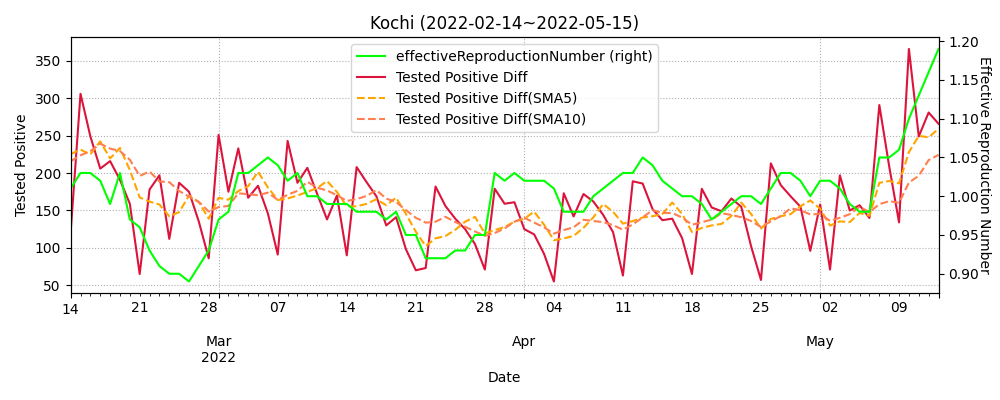 Kochi (2022-02-14~2022-05-15)
effectiveReproductionNumber (right)
Tested Positive Diff
Tested Positive Diff(SMA5)
Tested Positive Diff(SMA10)
Tested Positive
350
300
250
200
150
100
50
1.20
1.15
1.10
1.05
1.00
0.95
0.90
Effective Reproduction Number
14 21 28 07 14 21 28 04 11 18 25 02 09
Mar Apr May
2022
Date